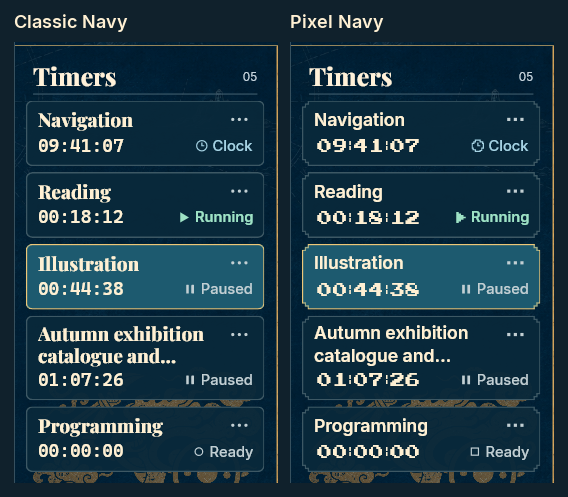 Classic Navy
Timers 05
Navigation ...
09:41:07 Clock
Reading ...
00:18:12 Running
Illustration ...
00:44:38 Paused
Autumn exhibition ...
catalogue and...
01:07:26 Paused
Programming ...
00:00:00 Ready
Pixel Navy
Timers 05
Navigation ...
09:41:07 Clock
Reading ...
00:18:12 Running
Illustration ...
00:44:38 Paused
Autumn exhibition ...
catalogue and...
01:07:26 Paused
Programming ...
00:00:00 Ready